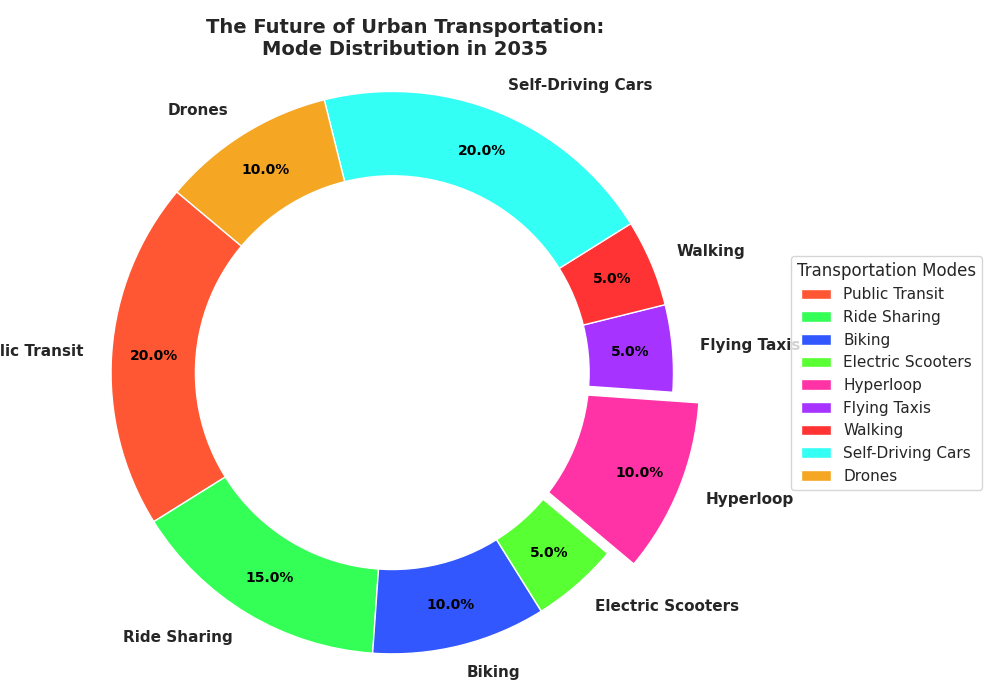 The Future of Urban Transportation:
Mode Distribution in 2035
Self-Driving Cars
Drones
20.0%
10.0%
Walking
5.0%
Transportation Modes
Public Transit
Ride Sharing
Biking
Electric Scooters
Hyperloop
Flying Taxis
Walking
Self-Driving Cars
Drones
Flying Taxis
5.0%
lic Transit
20.0%
10.0%
Hyperloop
5.0%
Electric Scooters
15.0%
10.0%
Ride Sharing
Biking